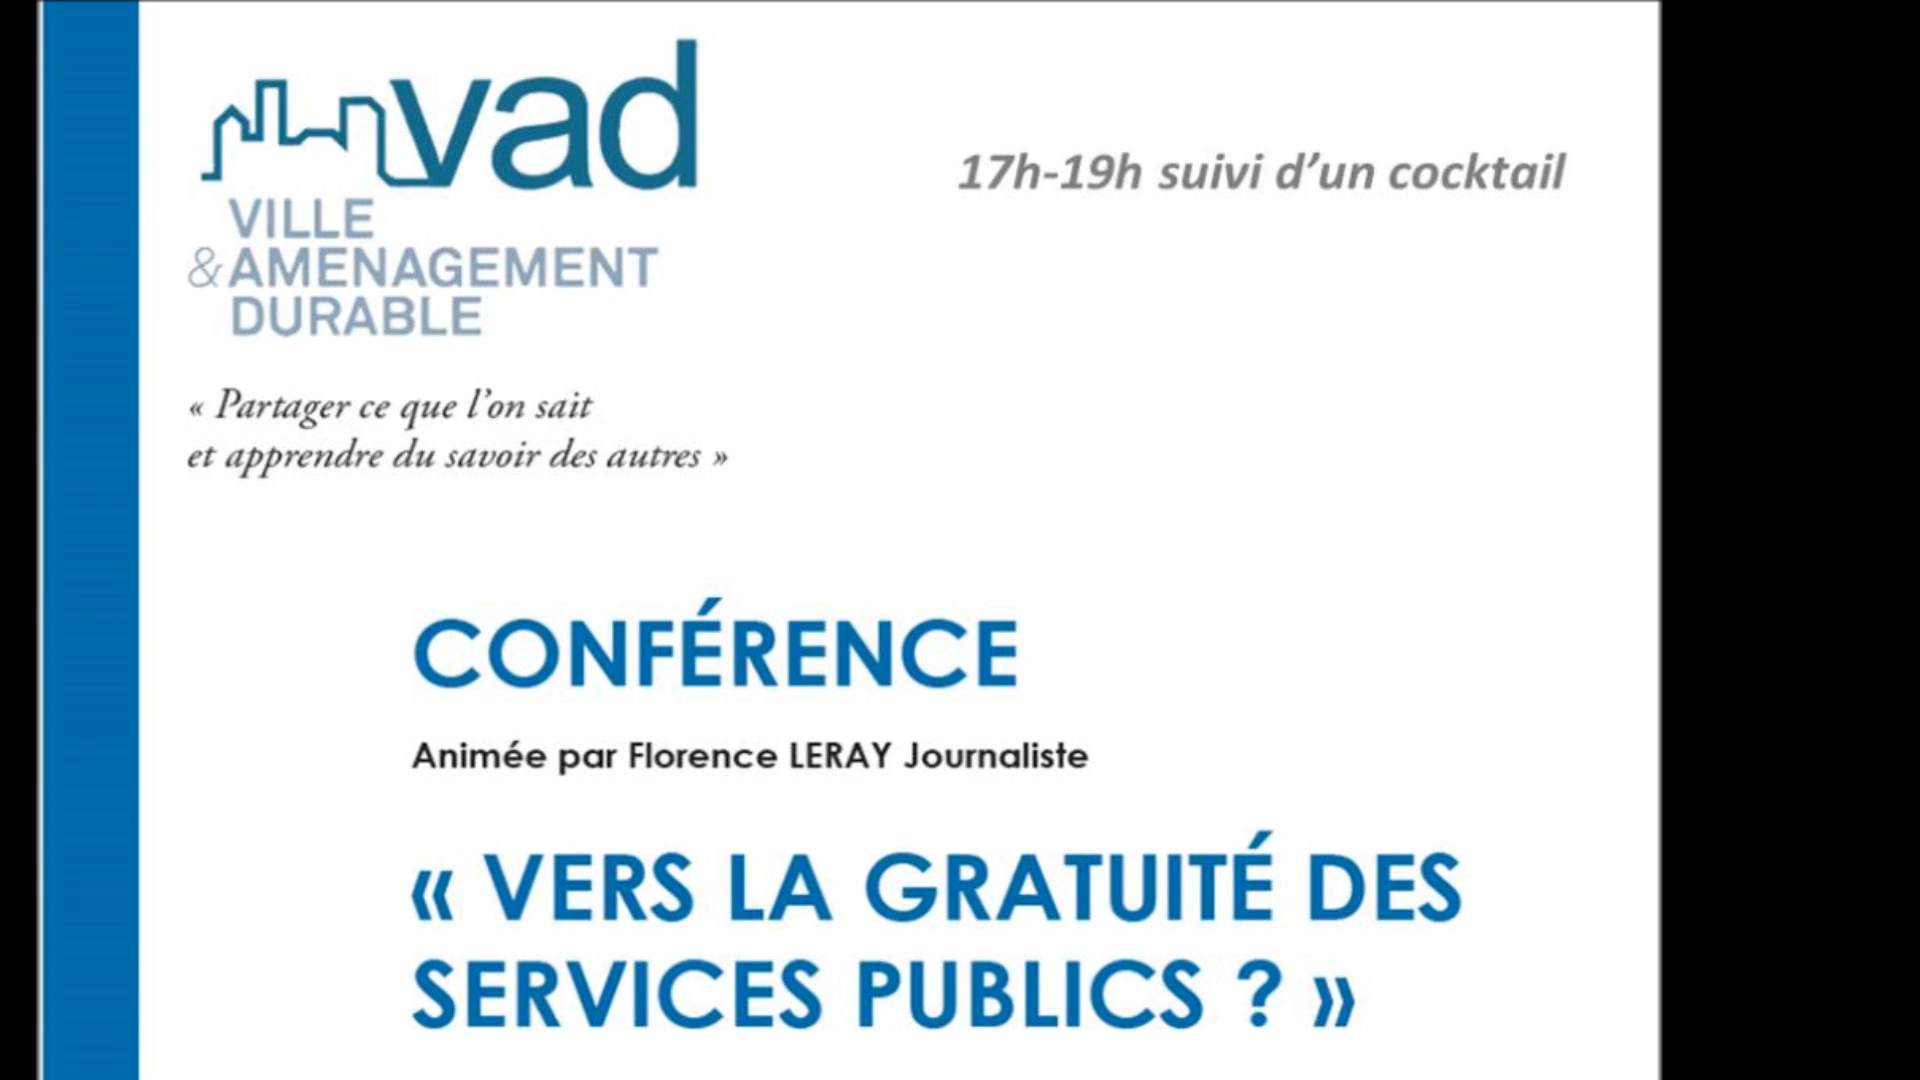 vad
VILLE
&AMENAGEMENT
DURABLE
17h-19h suivi d’un cocktail
« Partager ce que l’on sait
et apprendre du savoir des autres »
CONFÉRENCE
Animée par Florence LERAY Journaliste
« VERS LA GRATUITÉ DES
SERVICES PUBLICS ? »